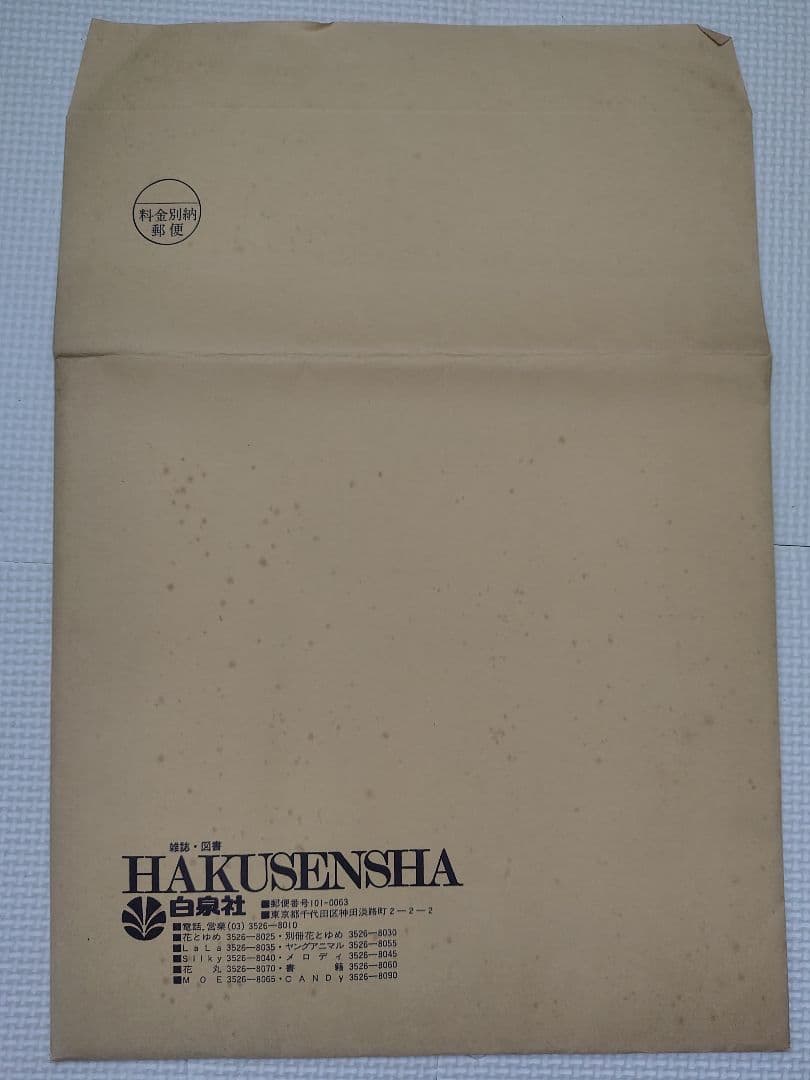 料金別納
郵便
雑誌・図書
HAKUSENSHA
白泉社
■郵便番号101-0063
■東京都千代田区神田淡路町2-2-2
■電話.営業(03)3526-8010
■花とゆめ 3526-8025・別冊花とゆめ 3526-8030
■LaLa 3526-8035・ヤングアニマル 3526-8055
■Silky 3526-8040・メロディ 3526-8045
■花 丸 3526-8070・書 籍 3526-8060
■MOE 3526-8065・CANDy 3526-8090